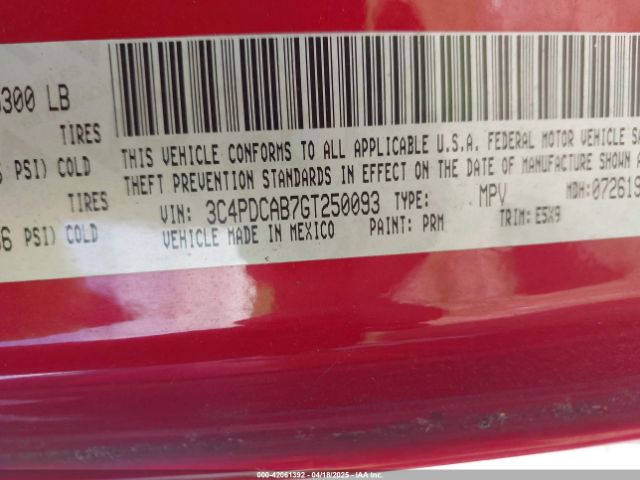 300 LB
TIRES
PSI) COLD
TIRES
PSI) COLD
THIS VEHICLE CONFORMS TO ALL APPLICABLE U.S.A. FEDERAL MOTOR VEHICLE SA
THEFT PREVENTION STANDARDS IN EFFECT ON THE DATE OF MANUFACTURE SHOWN
VIN: 3C4PDCAB7GT250093 TYPE: MPV MDH:072619
VEHICLE MADE IN MEXICO PAINT: PRM TRIM: E5X9
000-42061392 - 04/18/2025 - IAA Inc.